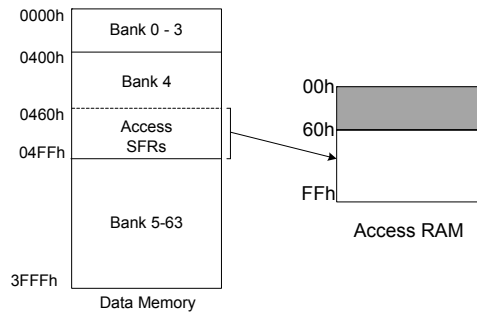 0000h
Bank 0 - 3
0400h
Bank 4
0460h
Access
SFRs
04FFh
Bank 5-63
3FFFh
Data Memory
00h
60h
FFh
Access RAM